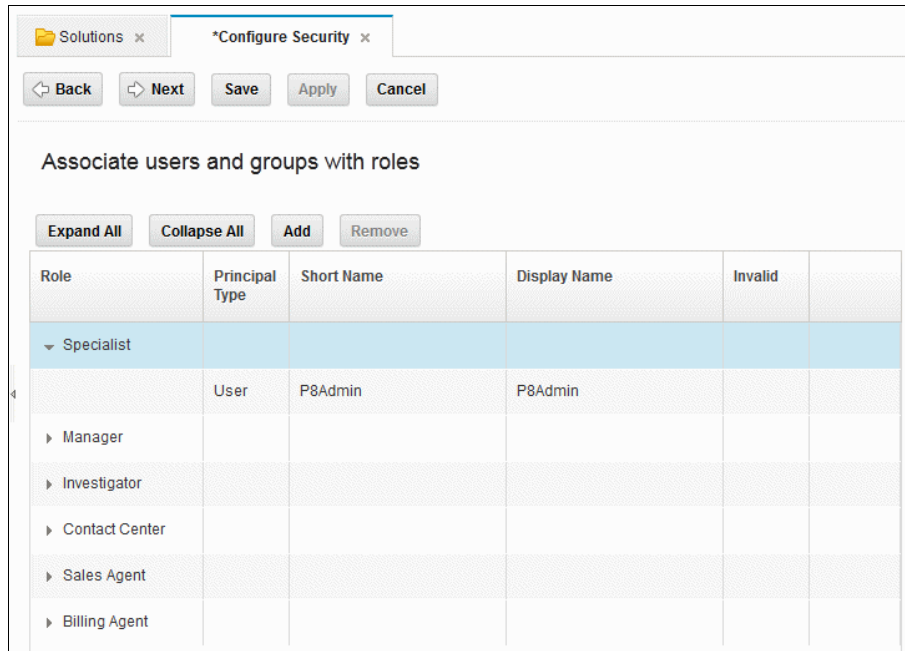 Solutions × *Configure Security ×
Back Next Save Apply Cancel
Associate users and groups with roles
Expand All Collapse All Add Remove
Role Principal Short Name Display Name Invalid
Type
Specialist
User P8Admin P8Admin
Manager
Investigator
Contact Center
Sales Agent
Billing Agent